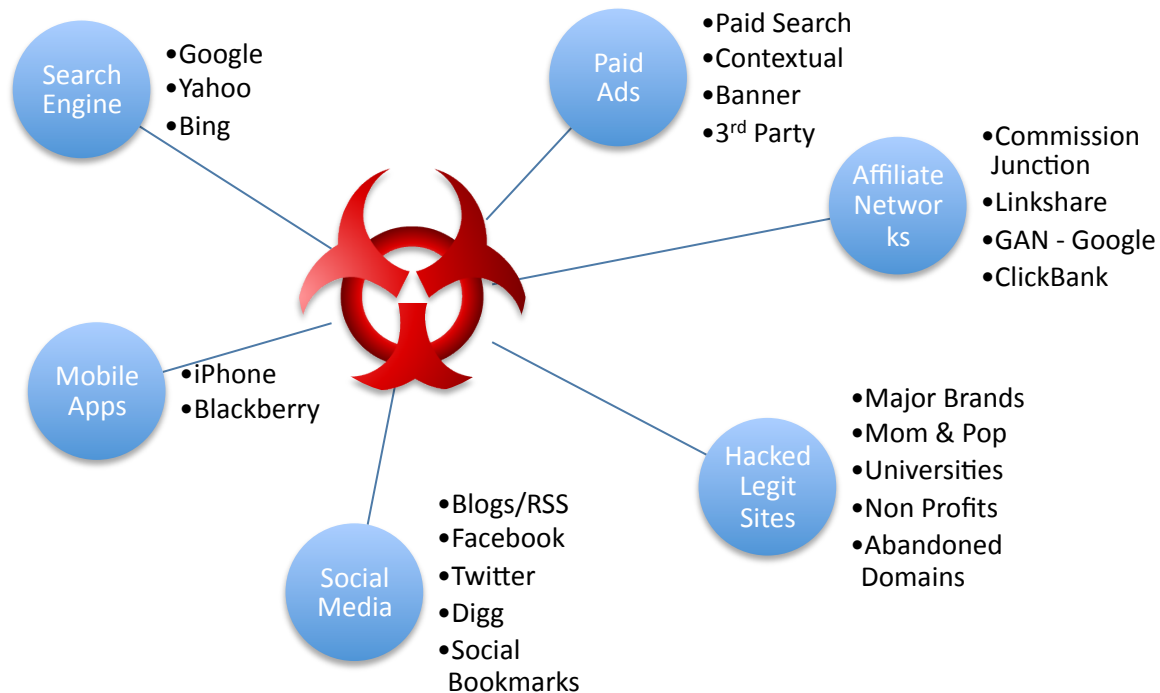 Search
Engine
•Google
•Yahoo
•Bing
Paid
Ads
•Paid Search
•Contextual
•Banner
•3rd Party
Affiliate
Networ
ks
•Commission
Junction
•Linkshare
•GAN - Google
•ClickBank
Mobile
Apps
•iPhone
•Blackberry
Hacked
Legit
Sites
•Major Brands
•Mom & Pop
•Universities
•Non Profits
•Abandoned
Domains
Social
Media
•Blogs/RSS
•Facebook
•Twitter
•Digg
•Social
Bookmarks